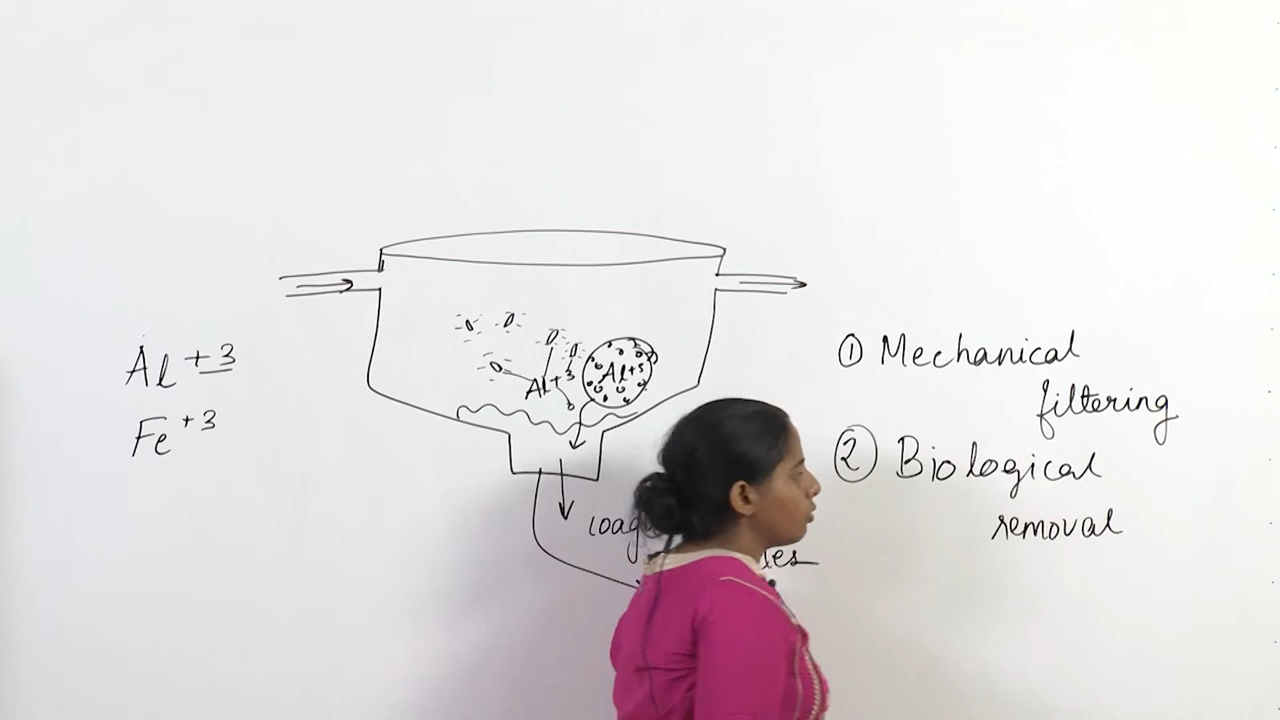 Al +3
Fe +3
Al +3
Al+3
① Mechanical
filtering
② Biological
removal